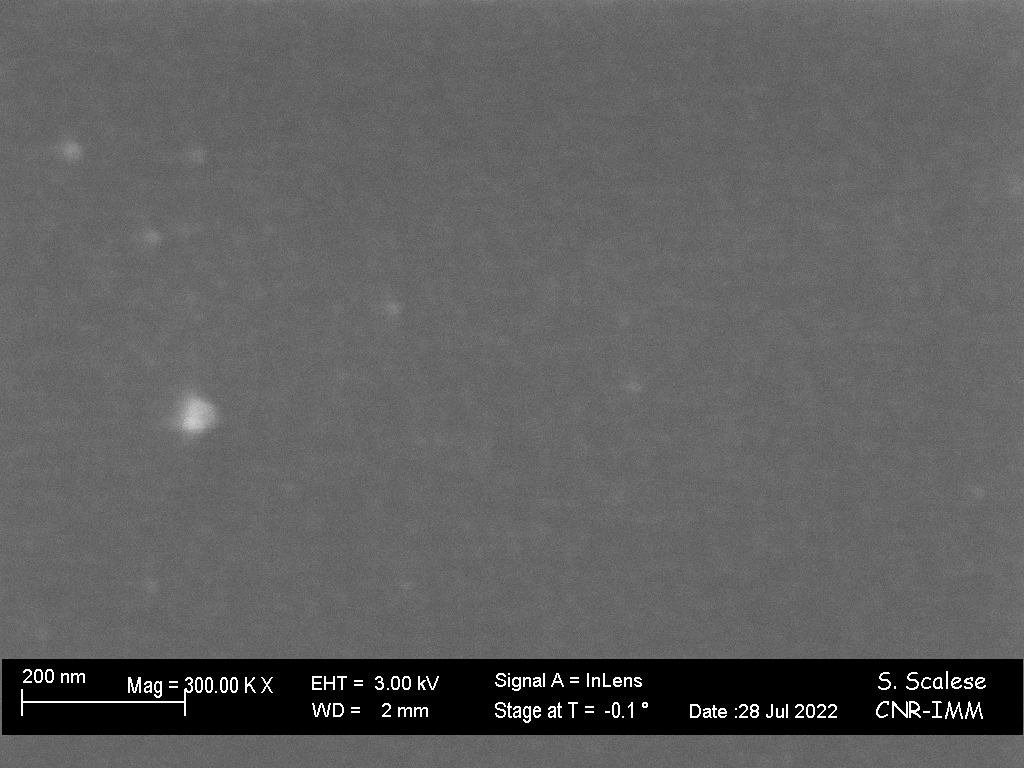 200 nm
Mag = 300.00 K X
EHT = 3.00 kV
WD = 2 mm
Signal A = InLens
Stage at T = -0.1 °
Date :28 Jul 2022
S. Scalese
CNR-IMM